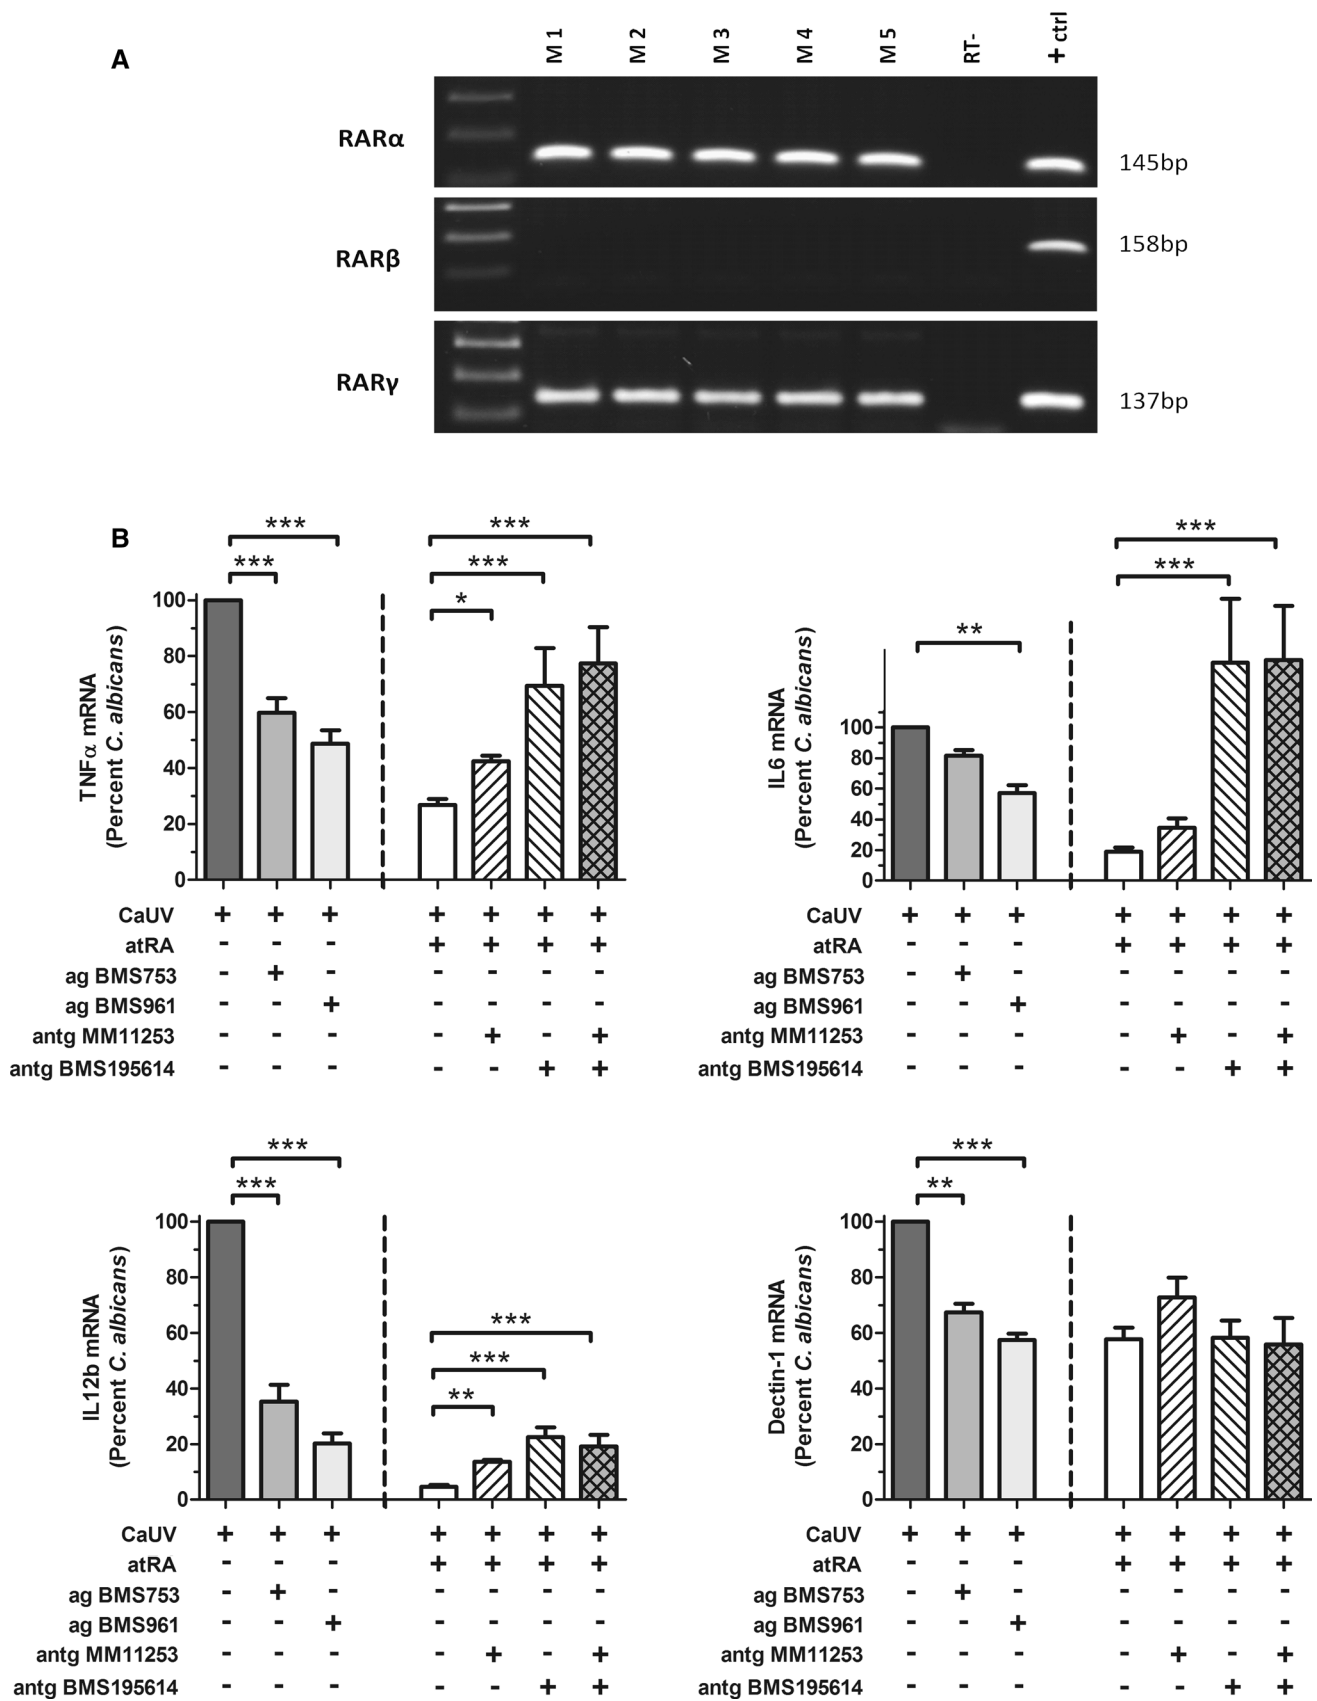 A
M 1 M 2 M 3 M 4 M 5 RT- + ctrl
RARα 145bp
RARβ 158bp
RARγ 137bp
B
TNFα mRNA
(Percent C. albicans)
*** *** * *** ***
100
80
60
40
20
0
CaUV + + + + + + +
atRA - - - + + + +
ag BMS753 - + - - - - -
ag BMS961 - - + - - - -
antg MM11253 - - - - + - +
antg BMS195614 - - - - - + +
IL6 mRNA
(Percent C. albicans)
** *** ***
100
80
60
40
20
0
CaUV + + + + + + +
atRA - - - + + + +
ag BMS753 - + - - - - -
ag BMS961 - - + - - - -
antg MM11253 - - - - + - +
antg BMS195614 - - - - - + +
IL12b mRNA
(Percent C. albicans)
*** *** ** *** ***
100
80
60
40
20
0
CaUV + + + + + + +
atRA - - - + + + +
ag BMS753 - + - - - - -
ag BMS961 - - + - - - -
antg MM11253 - - - - + - +
antg BMS195614 - - - - - + +
Dectin-1 mRNA
(Percent C. albicans)
** ***
100
80
60
40
20
0
CaUV + + + + + + +
atRA - - - + + + +
ag BMS753 - + - - - - -
ag BMS961 - - + - - - -
antg MM11253 - - - - + - +
antg BMS195614 - - - - - + +